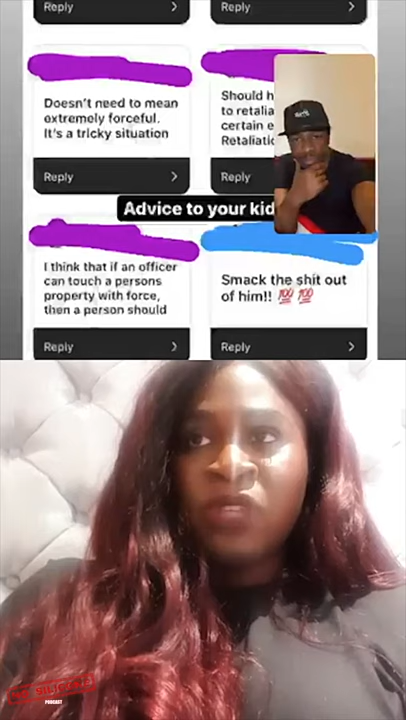 Reply
Reply
Doesn't need to mean
extremely forceful.
It's a tricky situation
Reply
Should h
to retalia
certain e
Retaliatio
Reply
Advice to your kid
I think that if an officer
can touch a persons
property with force,
then a person should
Reply
Smack the shit out
of him!! 💯 💯
Reply
PODCAST